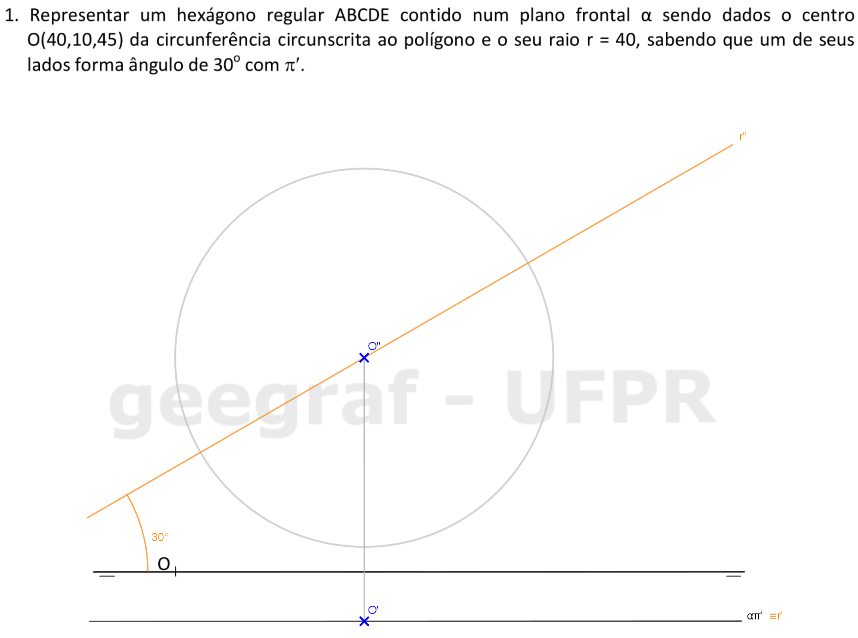 1. Representar um hexágono regular ABCDE contido num plano frontal α sendo dados o centro
O(40,10,45) da circunferência circunscrita ao polígono e o seu raio r = 40, sabendo que um de seus
lados forma ângulo de 30° com π'.
r"
O"
geegraf - UFPR
30°
O
O'
απ' ≡r'